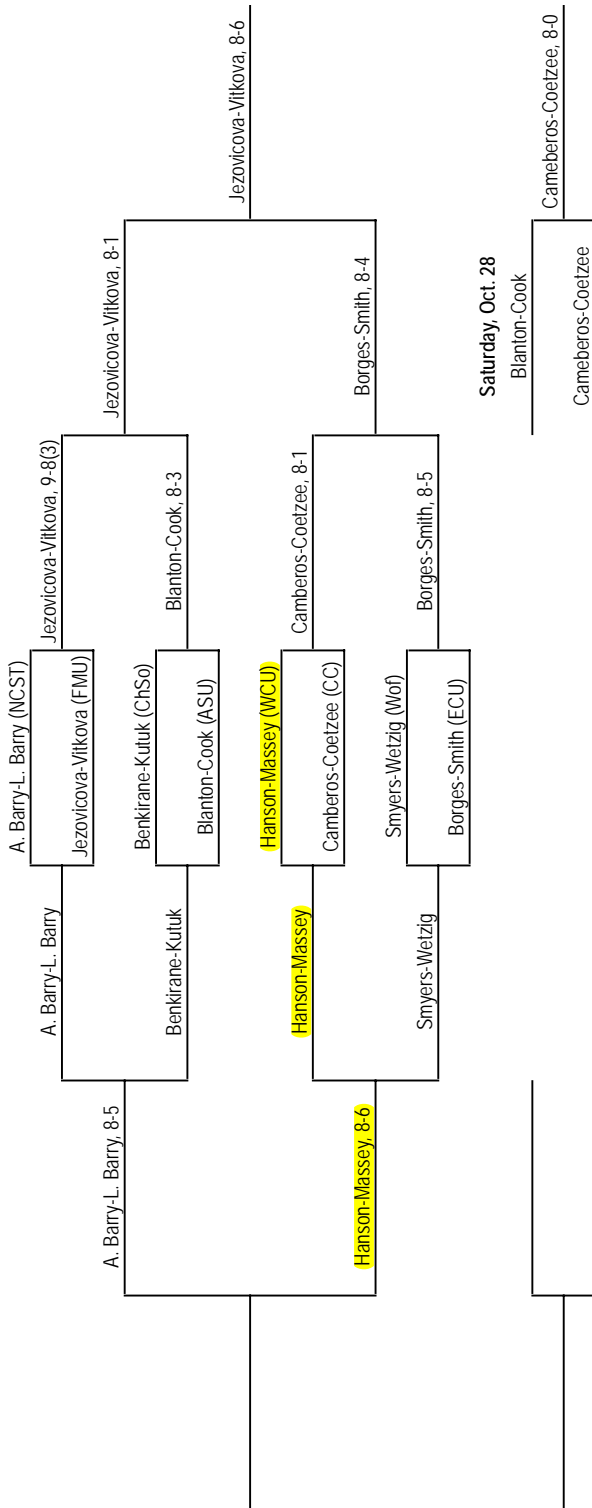 A. Barry-L. Barry (NCST)
Jezovicova-Vitkova (FMU)
Benkirane-Kutuk (ChSo)
Blanton-Cook (ASU)
Hanson-Massey (WCU)
Camberos-Coetzee (CC)
Smyers-Wetzig (Wof)
Borges-Smith (ECU)
Jezovicova-Vitkova, 9-8(3)
Blanton-Cook, 8-3
Camberos-Coetzee, 8-1
Borges-Smith, 8-5
Jezovicova-Vitkova, 8-1
Borges-Smith, 8-4
Jezovicova-Vitkova, 8-6
A. Barry-L. Barry
Benkirane-Kutuk
Hanson-Massey
Smyers-Wetzig
A. Barry-L. Barry, 8-5
Hanson-Massey, 8-6
Saturday, Oct. 28
Blanton-Cook
Cameberos-Coetzee
Cameberos-Coetzee, 8-0